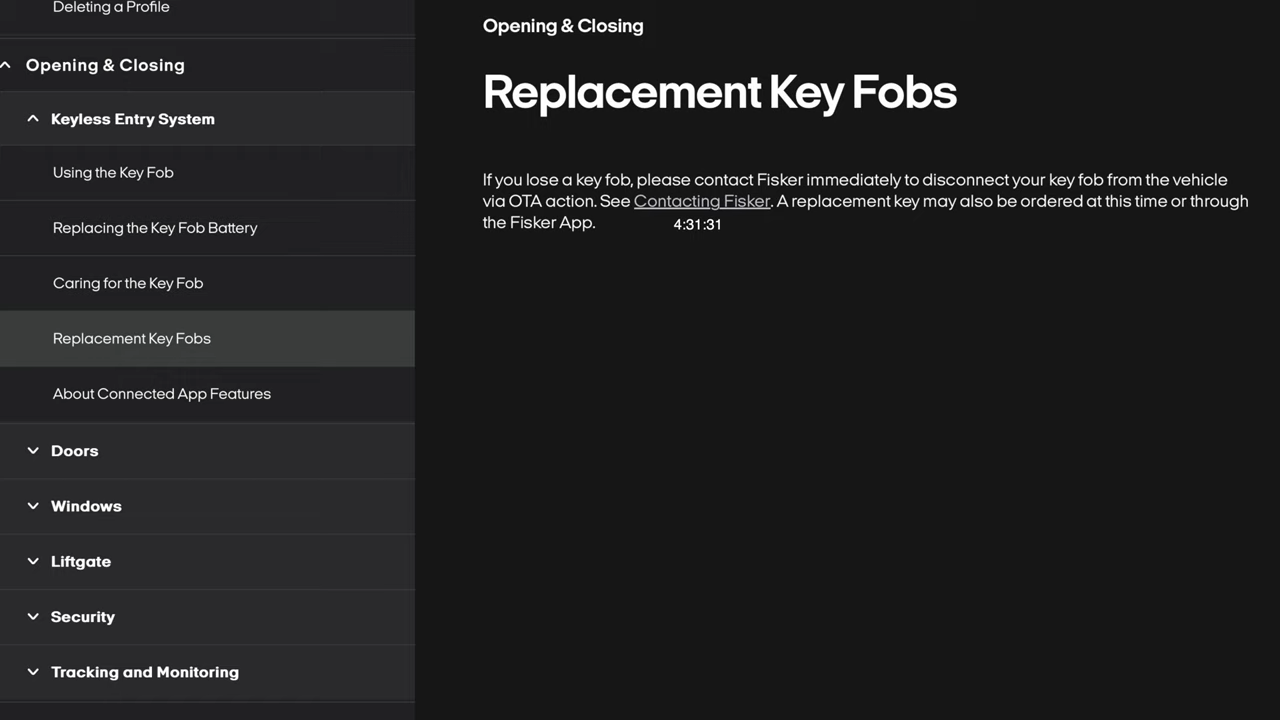 Deleting a Profile
Opening & Closing
Keyless Entry System
Using the Key Fob
Replacing the Key Fob Battery
Caring for the Key Fob
Replacement Key Fobs
About Connected App Features
Doors
Windows
Liftgate
Security
Tracking and Monitoring
Opening & Closing
Replacement Key Fobs
If you lose a key fob, please contact Fisker immediately to disconnect your key fob from the vehicle
via OTA action. See Contacting Fisker. A replacement key may also be ordered at this time or through
the Fisker App.
4:31:31